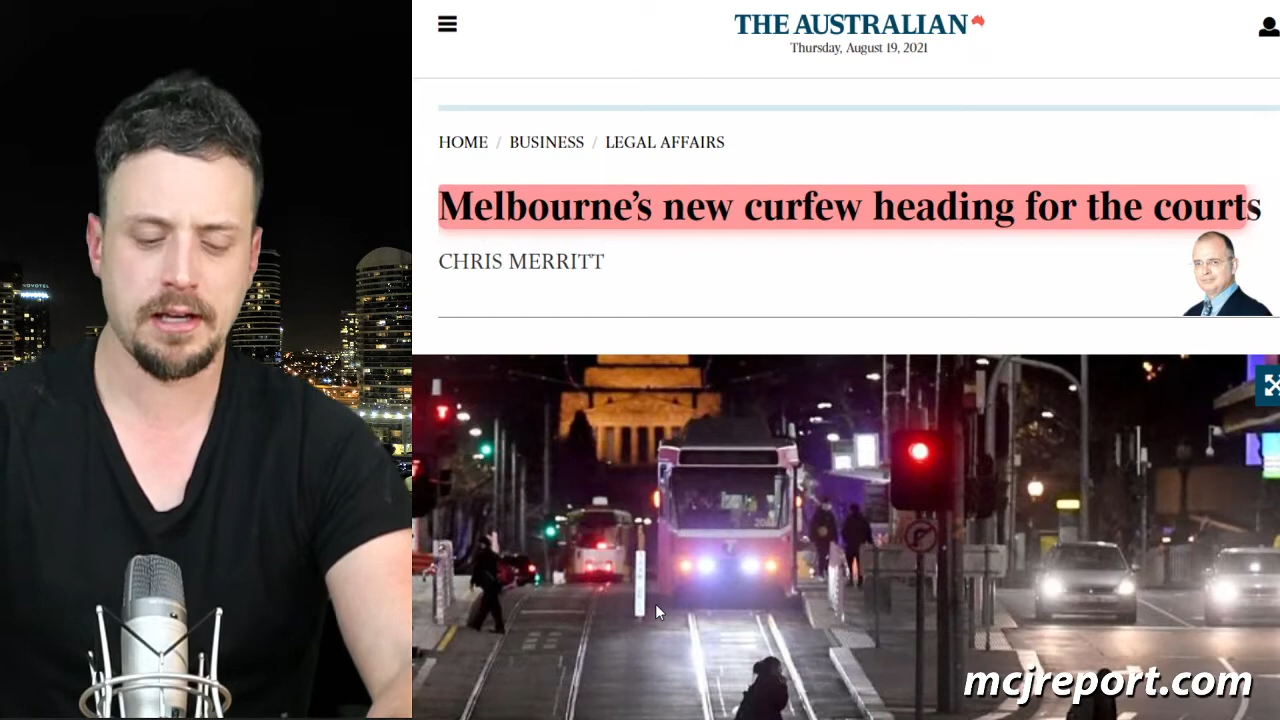 THE AUSTRALIAN
Thursday, August 19, 2021
HOME / BUSINESS / LEGAL AFFAIRS
Melbourne’s new curfew heading for the courts
CHRIS MERRITT
NOVOTEL
mcjreport.com